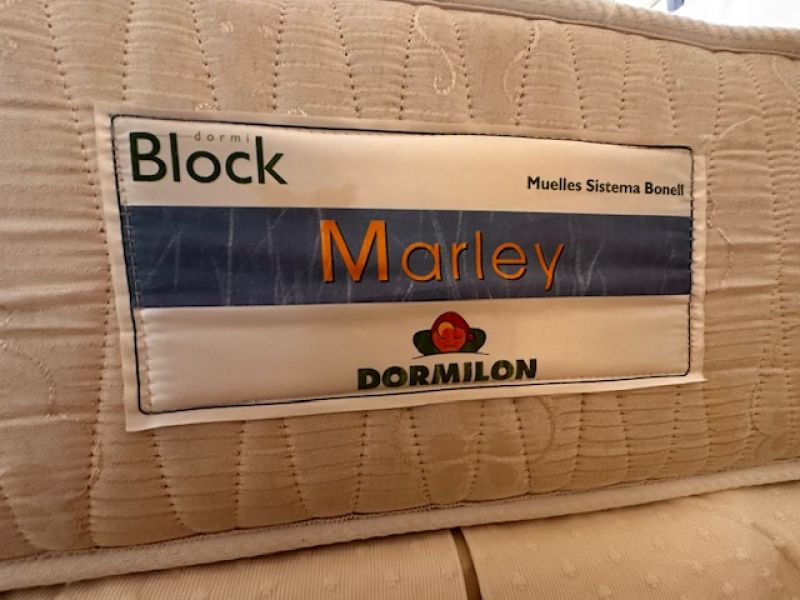 dormi
Block
Muelles Sistema Bonell
Marley
DORMILON